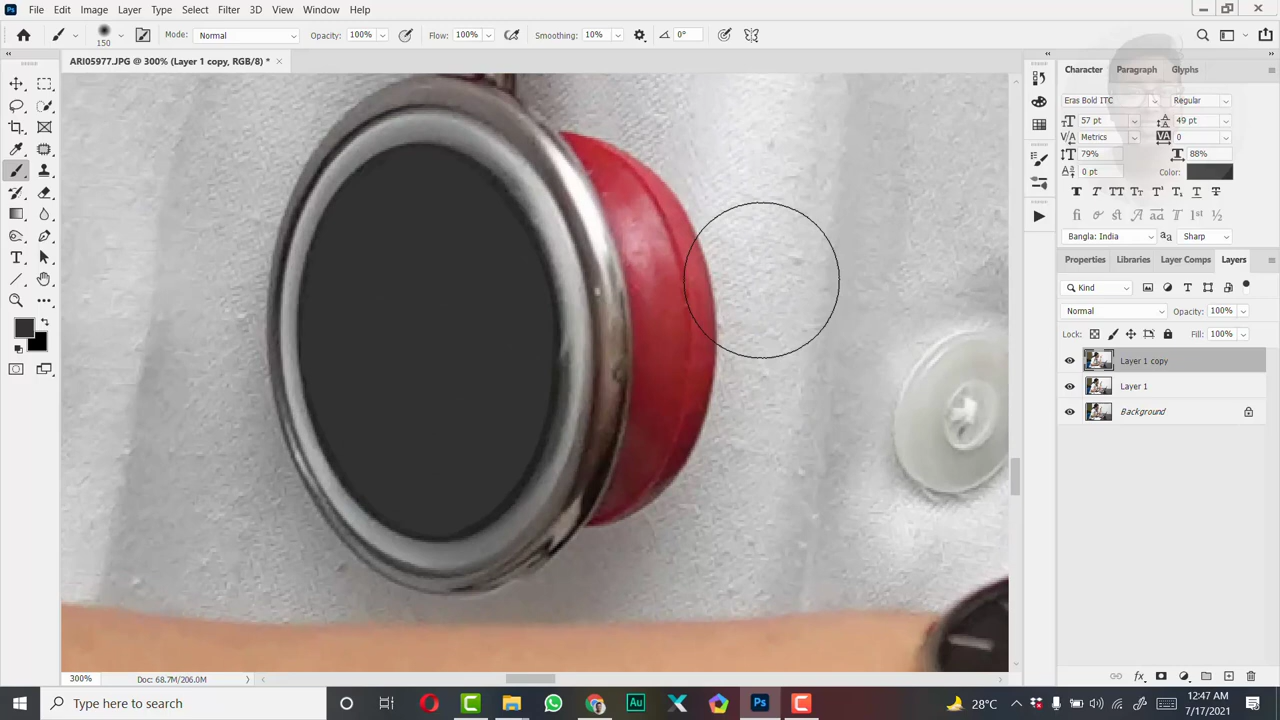 File Edit Image Layer Type Select Filter 3D View Window Help
150 Mode: Normal Opacity: 100% Flow: 100% Smoothing: 10% 0°
ARI05977.JPG @ 300% (Layer 1 copy, RGB/8) * ×
Character Paragraph Glyphs
Eras Bold ITC Regular
57 pt 49 pt
Metrics 0
79% 88%
0 pt Color:
Bangla: India Sharp
Properties Libraries Layer Comps Layers
Kind
Normal Opacity: 100%
Lock: Fill: 100%
Layer 1 copy
Layer 1
Background
300% Doc: 68.7M/206.0M
Type here to search 28°C 12:47 AM
7/17/2021